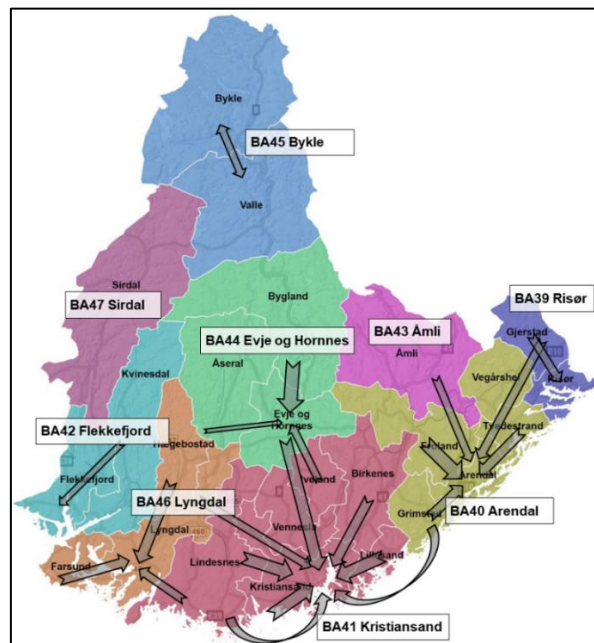 Bykle
BA45 Bykle
Valle
Sirdal
BA47 Sirdal
Bygland
BA39 Risør
Gjerstad
BA44 Evje og Hornnes
BA43 Åmli
Åseral
Åmli
Kvinesdal
Risør
Vegårshei
Evje og
Hornnes
Tvedestrand
BA42 Flekkefjord
Hægebostad
Froland
Flekkefjord
Iveland
Birkenes
Arendal
BA46 Lyngdal
Grimstad
BA40 Arendal
Vennesla
Lyngdal
460
Lillesand
Farsund
Lindesnes
Kristiansand
BA41 Kristiansand